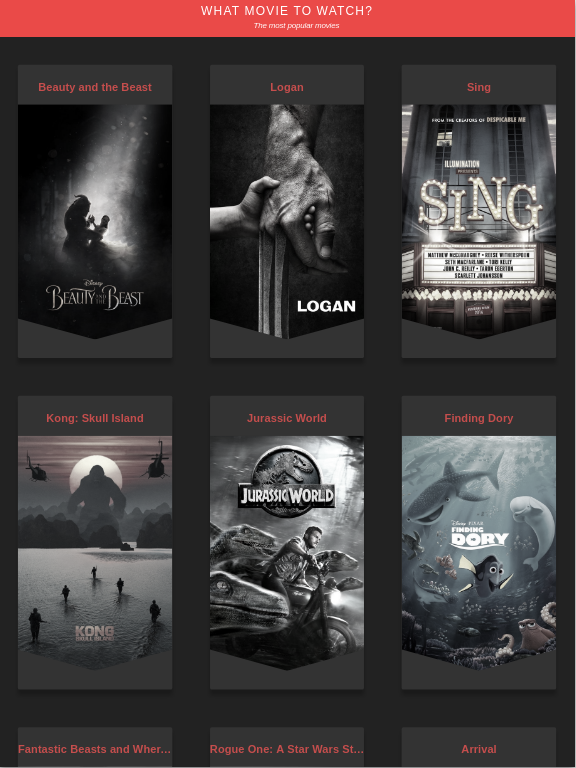 WHAT MOVIE TO WATCH?
The most popular movies
Beauty and the Beast
Logan
Sing
Disney
BEAUTY AND THE BEAST
LOGAN
FROM THE CREATORS OF DESPICABLE ME
ILLUMINATION
PRESENTS
SING
MATTHEW McCONAUGHEY • REESE WITHERSPOON
SETH MACFARLANE • TORI KELLY
JOHN C. REILLY • TARON EGERTON
SCARLETT JOHANSSON
Kong: Skull Island
Jurassic World
Finding Dory
KONG
SKULL ISLAND
JURASSIC WORLD
Disney PIXAR
FINDING
DORY
Fantastic Beasts and Wher...
Rogue One: A Star Wars St...
Arrival